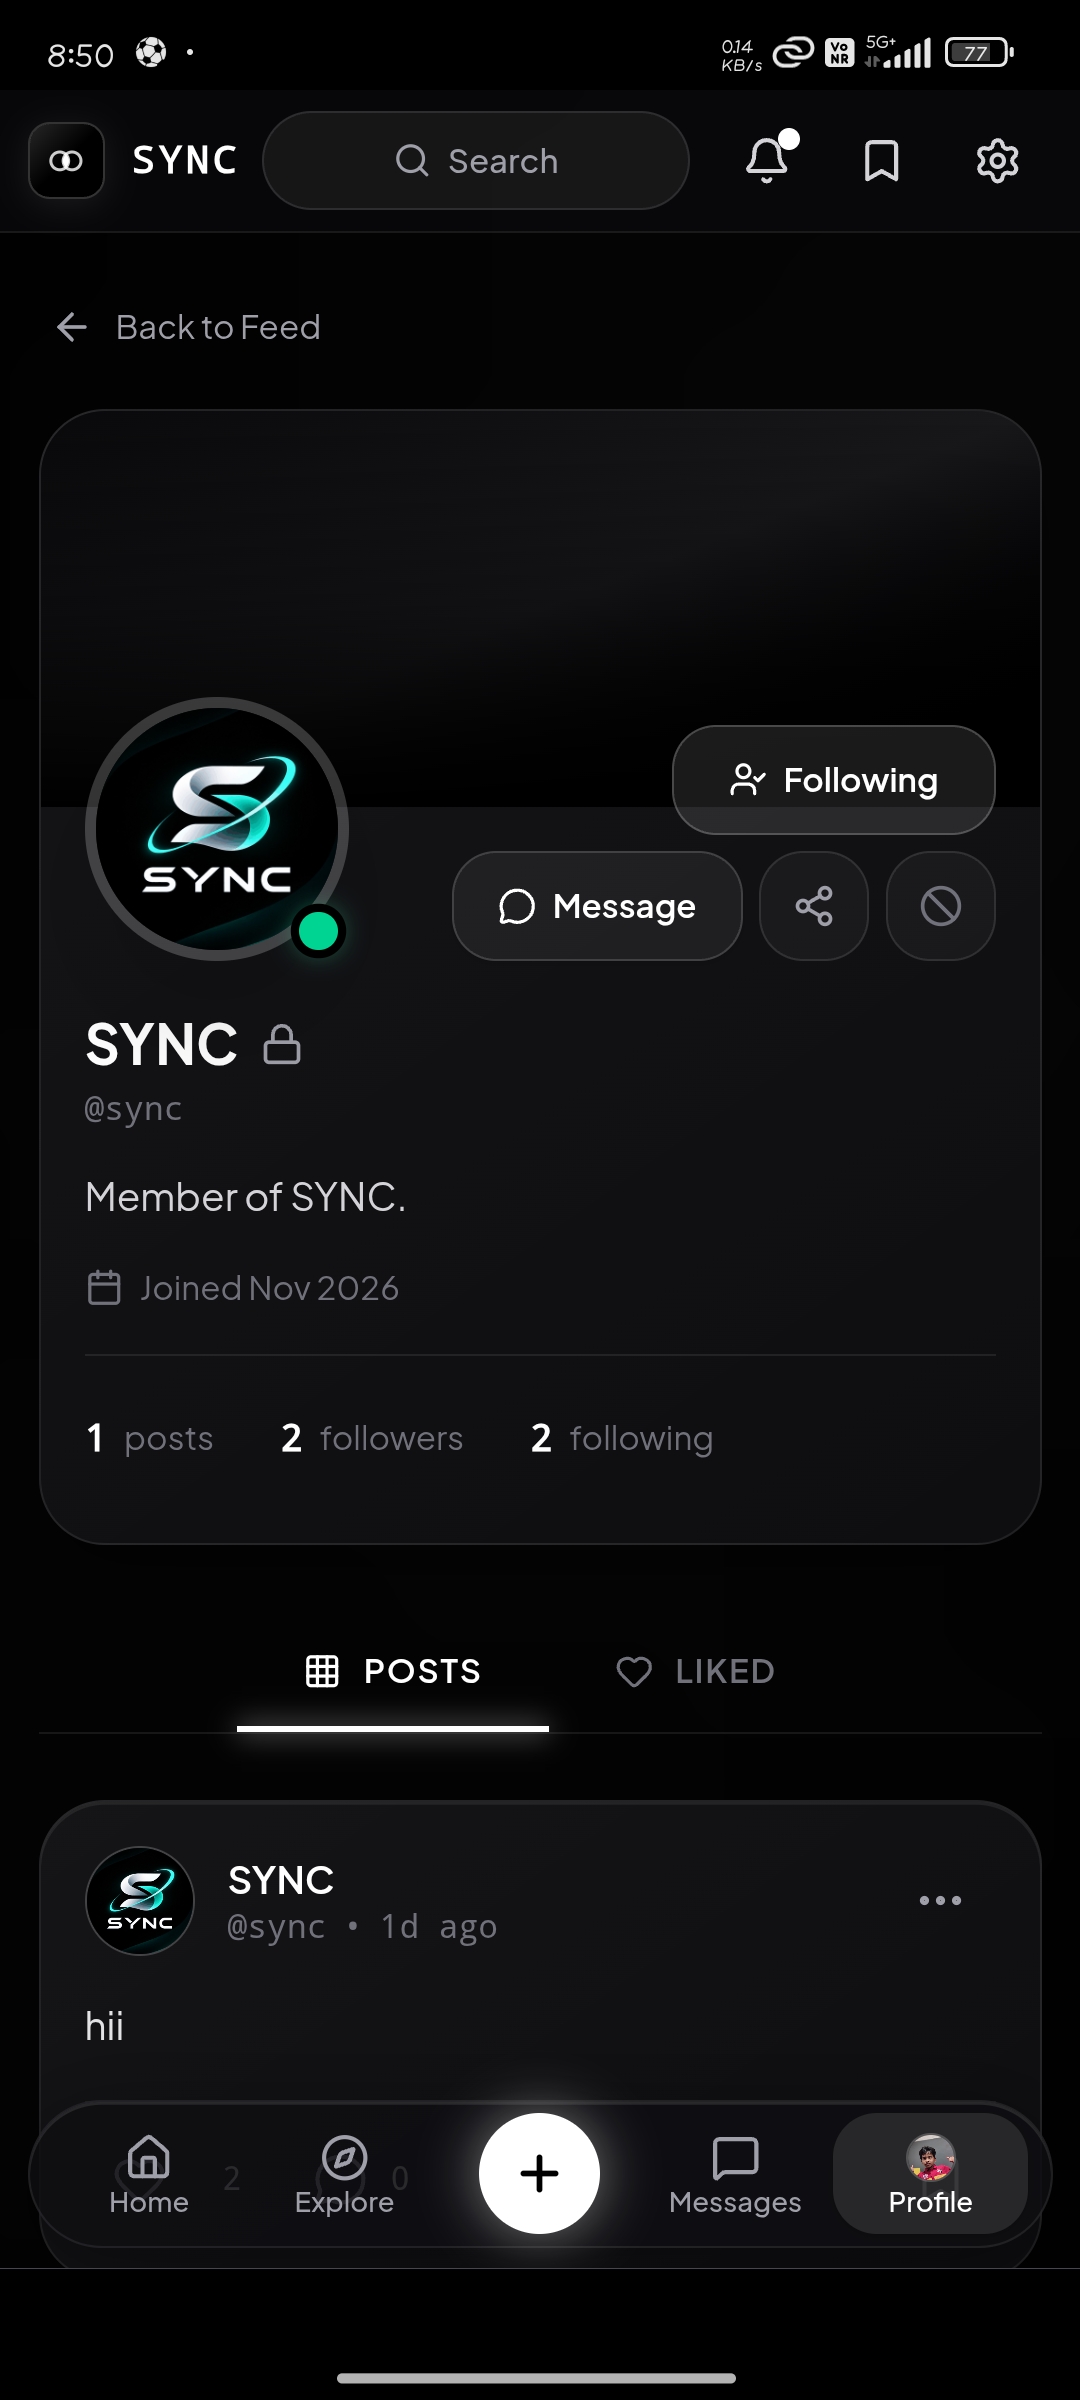 8:50
0.14
KB/s
Vo
NR
5G+
77
SYNC
Search
Back to Feed
SYNC
Following
Message
SYNC
@sync
Member of SYNC.
Joined Nov 2026
1 posts 2 followers 2 following
POSTS LIKED
SYNC
SYNC
@sync • 1d ago
hii
2 0
Home Explore Messages Profile